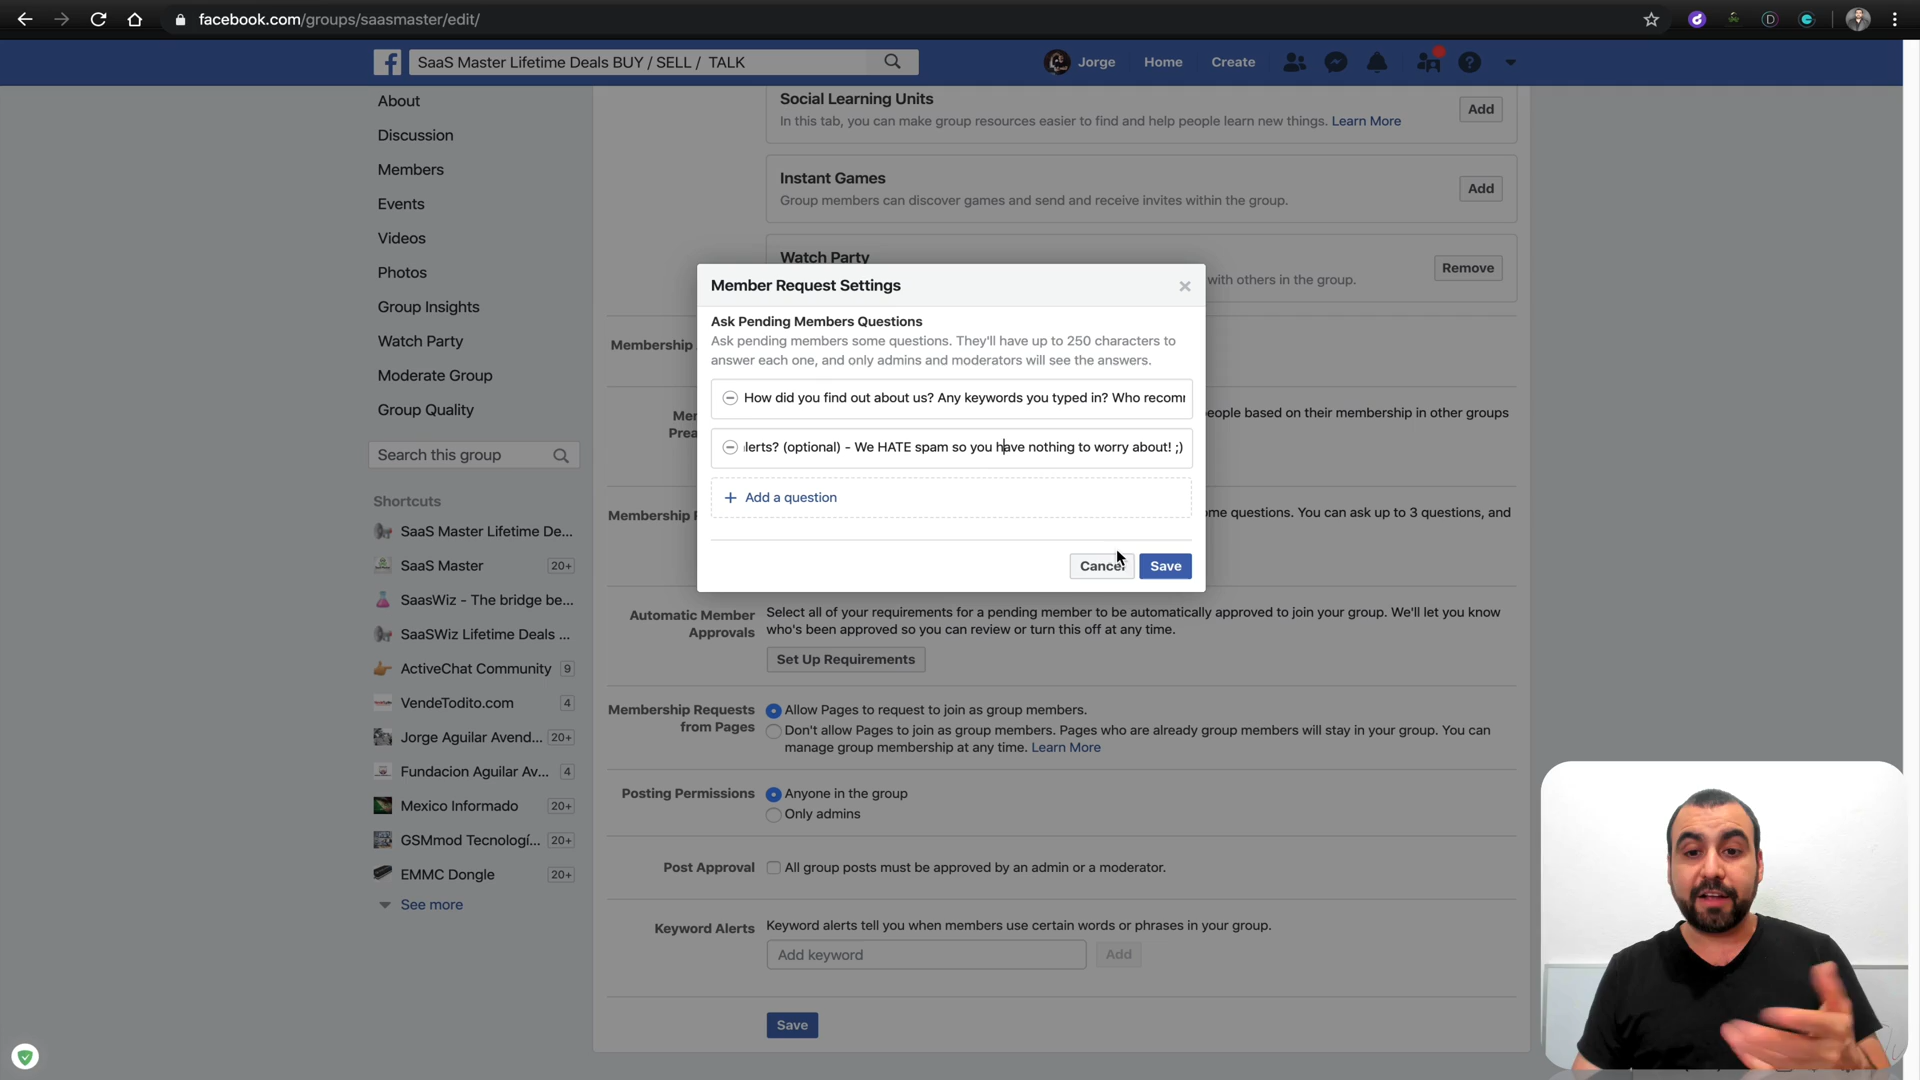 facebook.com/groups/saasmaster/edit/
SaaS Master Lifetime Deals BUY / SELL / TALK
Jorge
Home
Create
About
Discussion
Members
Events
Videos
Photos
Group Insights
Watch Party
Moderate Group
Group Quality
Search this group
Shortcuts
SaaS Master Lifetime De...
SaaS Master 20+
SaasWiz - The bridge be...
SaaSWiz Lifetime Deals ...
ActiveChat Community 9
VendeTodito.com 4
Jorge Aguilar Avend... 20+
Fundacion Aguilar Av... 4
Mexico Informado 20+
GSMmod Tecnologí... 20+
EMMC Dongle 20+
See more
Social Learning Units
In this tab, you can make group resources easier to find and help people learn new things. Learn More
Add
Instant Games
Group members can discover games and send and receive invites within the group.
Add
Watch Party
with others in the group.
Remove
Membership
eople based on their membership in other groups
Membership
me questions. You can ask up to 3 questions, and
Member Request Settings
Ask Pending Members Questions
Ask pending members some questions. They'll have up to 250 characters to
answer each one, and only admins and moderators will see the answers.
How did you find out about us? Any keywords you typed in? Who recom
lerts? (optional) - We HATE spam so you have nothing to worry about! ;)
+ Add a question
Cancel
Save
Automatic Member
Approvals
Select all of your requirements for a pending member to be automatically approved to join your group. We'll let you know
who's been approved so you can review or turn this off at any time.
Set Up Requirements
Membership Requests
from Pages
Allow Pages to request to join as group members.
Don't allow Pages to join as group members. Pages who are already group members will stay in your group. You can
manage group membership at any time. Learn More
Posting Permissions
Anyone in the group
Only admins
Post Approval
All group posts must be approved by an admin or a moderator.
Keyword Alerts
Keyword alerts tell you when members use certain words or phrases in your group.
Add keyword
Add
Save